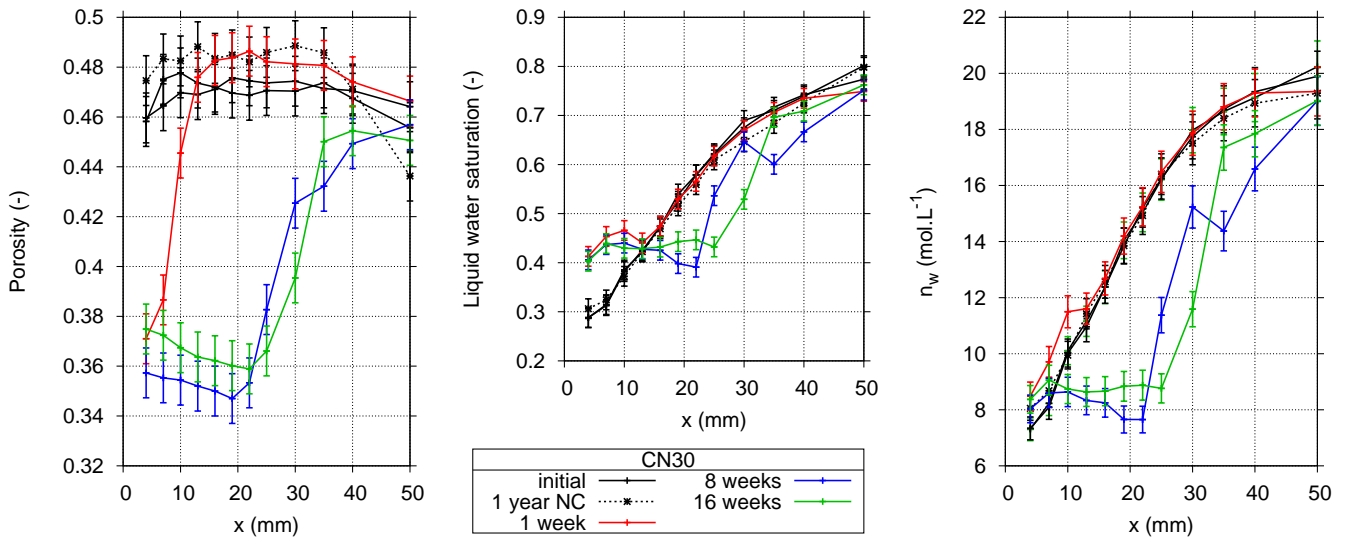 0.5
0.48
0.46
0.44
0.42
0.4
0.38
0.36
0.34
0.32
Porosity (-)
0 10 20 30 40 50
x (mm)
0.9
0.8
0.7
0.6
0.5
0.4
0.3
0.2
Liquid water saturation (-)
0 10 20 30 40 50
x (mm)
CN30
initial 8 weeks
1 year NC 16 weeks
1 week
22
20
18
16
14
12
10
8
6
n_w (mol.L⁻¹)
0 10 20 30 40 50
x (mm)